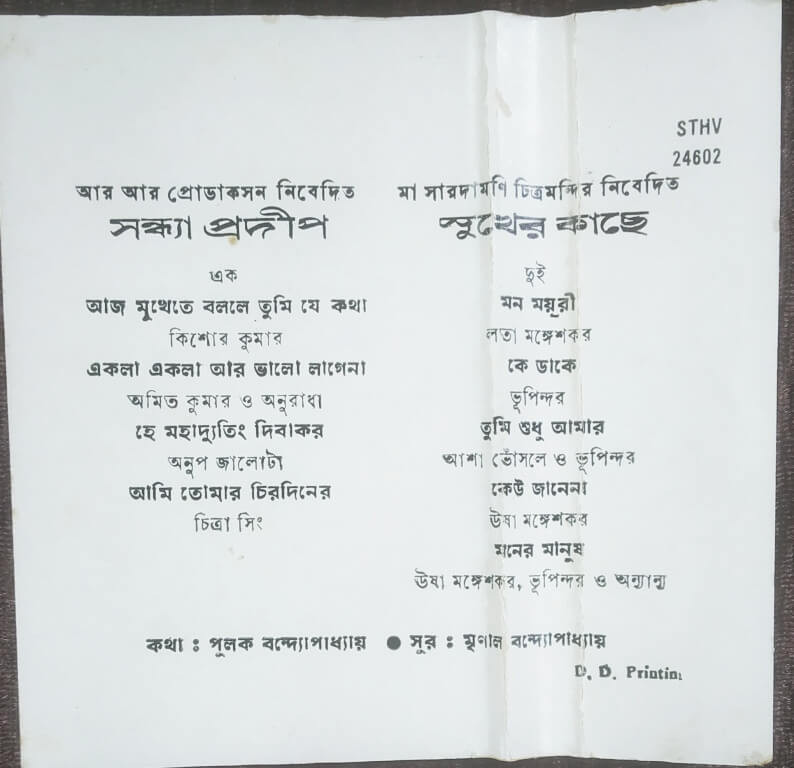 STHV
24602
আর আর প্রোডাকসন নিবেদিত
সন্ধ্যা প্রদীপ
এক
আজ মুখেতে বললে তুমি যে কথা
কিশোর কুমার
একলা একলা আর ভালো লাগেনা
অমিত কুমার ও অনুরাধা
হে মহাদ্যুতিং দিবাকর
অনুপ জালোটা
আমি তোমার চিরদিনের
চিত্রা সিং
মা সারদামণি চিত্রমন্দির নিবেদিত
সুখের কাছে
দুই
মন ময়ূরী
লতা মঙ্গেশকর
কে ডাকে
ভূপিন্দর
তুমি শুধু আমার
আশা ভোঁসলে ও ভূপিন্দর
কেউ জানেনা
উষা মঙ্গেশকর
মনের মানুষ
উষা মঙ্গেশকর, ভূপিন্দর ও অন্যান্য
কথা : পুলক বন্দ্যোপাধ্যায় ● সুর : মৃণাল বন্দ্যোপাধ্যায়
D. D. Printin